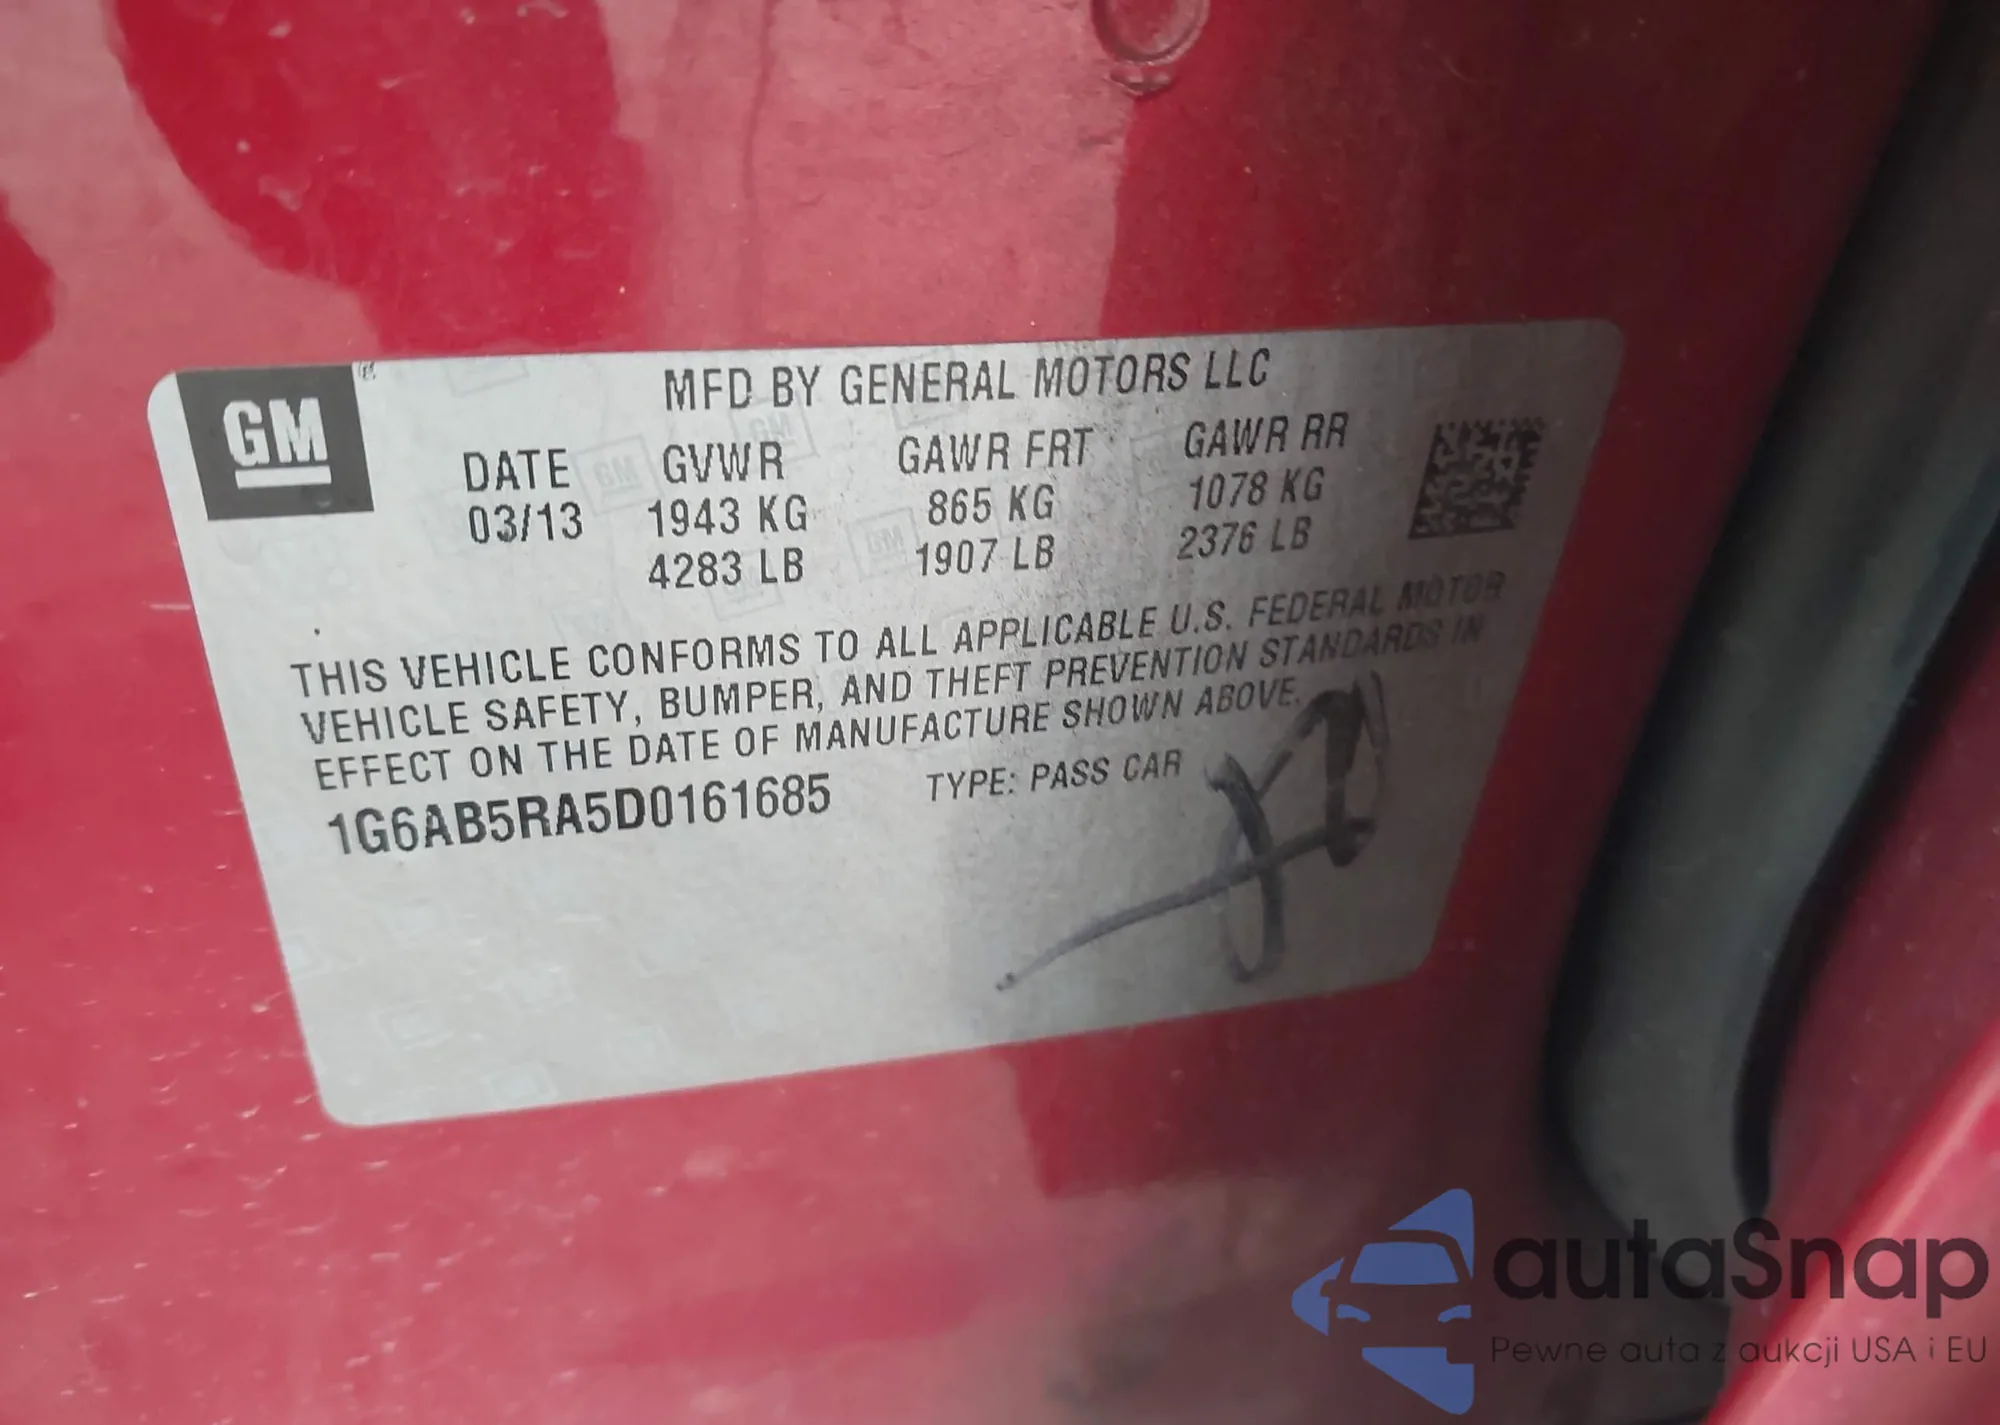 GM
MFD BY GENERAL MOTORS LLC
DATE GVWR GAWR FRT GAWR RR
03/13 1943 KG 865 KG 1078 KG
4283 LB 1907 LB 2376 LB
THIS VEHICLE CONFORMS TO ALL APPLICABLE U.S. FEDERAL MOTOR
VEHICLE SAFETY, BUMPER, AND THEFT PREVENTION STANDARDS IN
EFFECT ON THE DATE OF MANUFACTURE SHOWN ABOVE.
1G6AB5RA5D0161685 TYPE: PASS CAR
autaSnap
Pewne auta z aukcji USA i EU